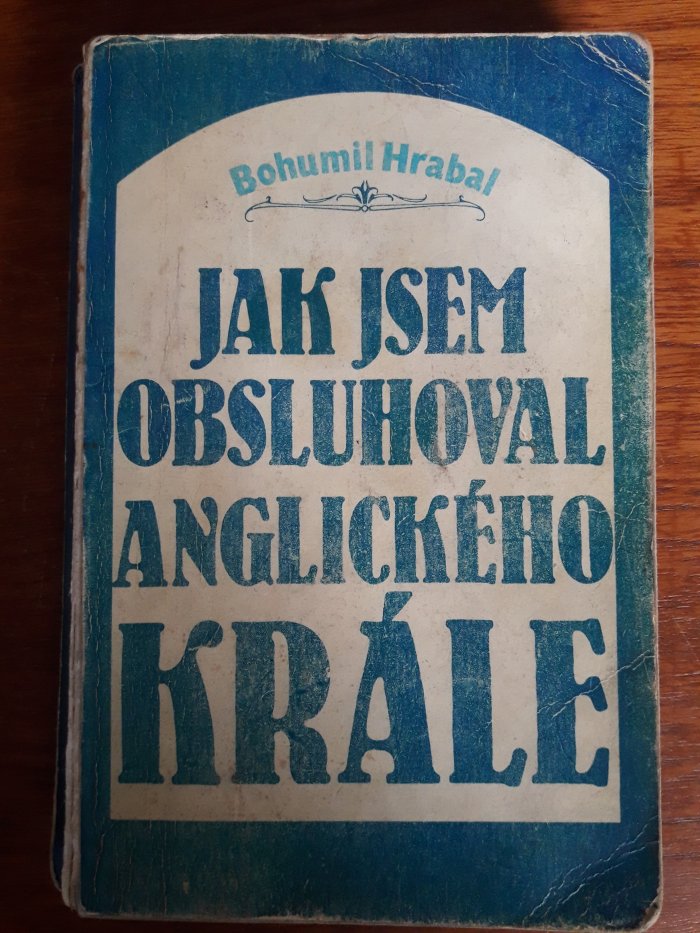 Bohumil Hrabal
JAK JSEM
OBSLUHOVAL
ANGLICKÉHO
KRÁLE